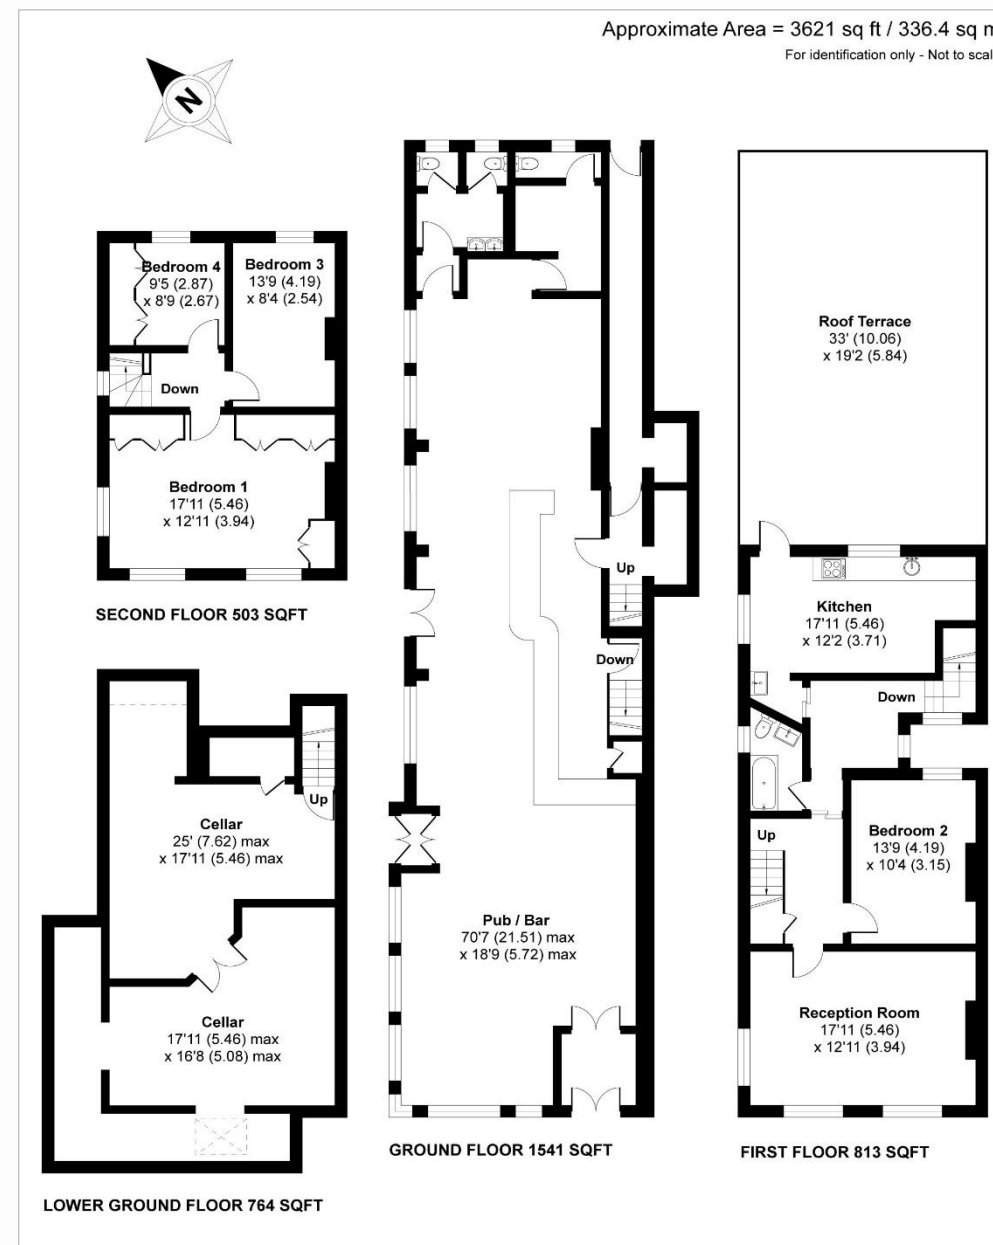 Approximate Area = 3621 sq ft / 336.4 sq m
For identification only - Not to scal
N
Bedroom 4
9'5 (2.87)
x 8'9 (2.67)
Bedroom 3
13'9 (4.19)
x 8'4 (2.54)
Down
Bedroom 1
17'11 (5.46)
x 12'11 (3.94)
SECOND FLOOR 503 SQFT
Up
Cellar
25' (7.62) max
x 17'11 (5.46) max
Cellar
17'11 (5.46) max
x 16'8 (5.08) max
LOWER GROUND FLOOR 764 SQFT
Up
Down
Pub / Bar
70'7 (21.51) max
x 18'9 (5.72) max
GROUND FLOOR 1541 SQFT
Roof Terrace
33' (10.06)
x 19'2 (5.84)
Kitchen
17'11 (5.46)
x 12'2 (3.71)
Down
Up
Bedroom 2
13'9 (4.19)
x 10'4 (3.15)
Reception Room
17'11 (5.46)
x 12'11 (3.94)
FIRST FLOOR 813 SQFT